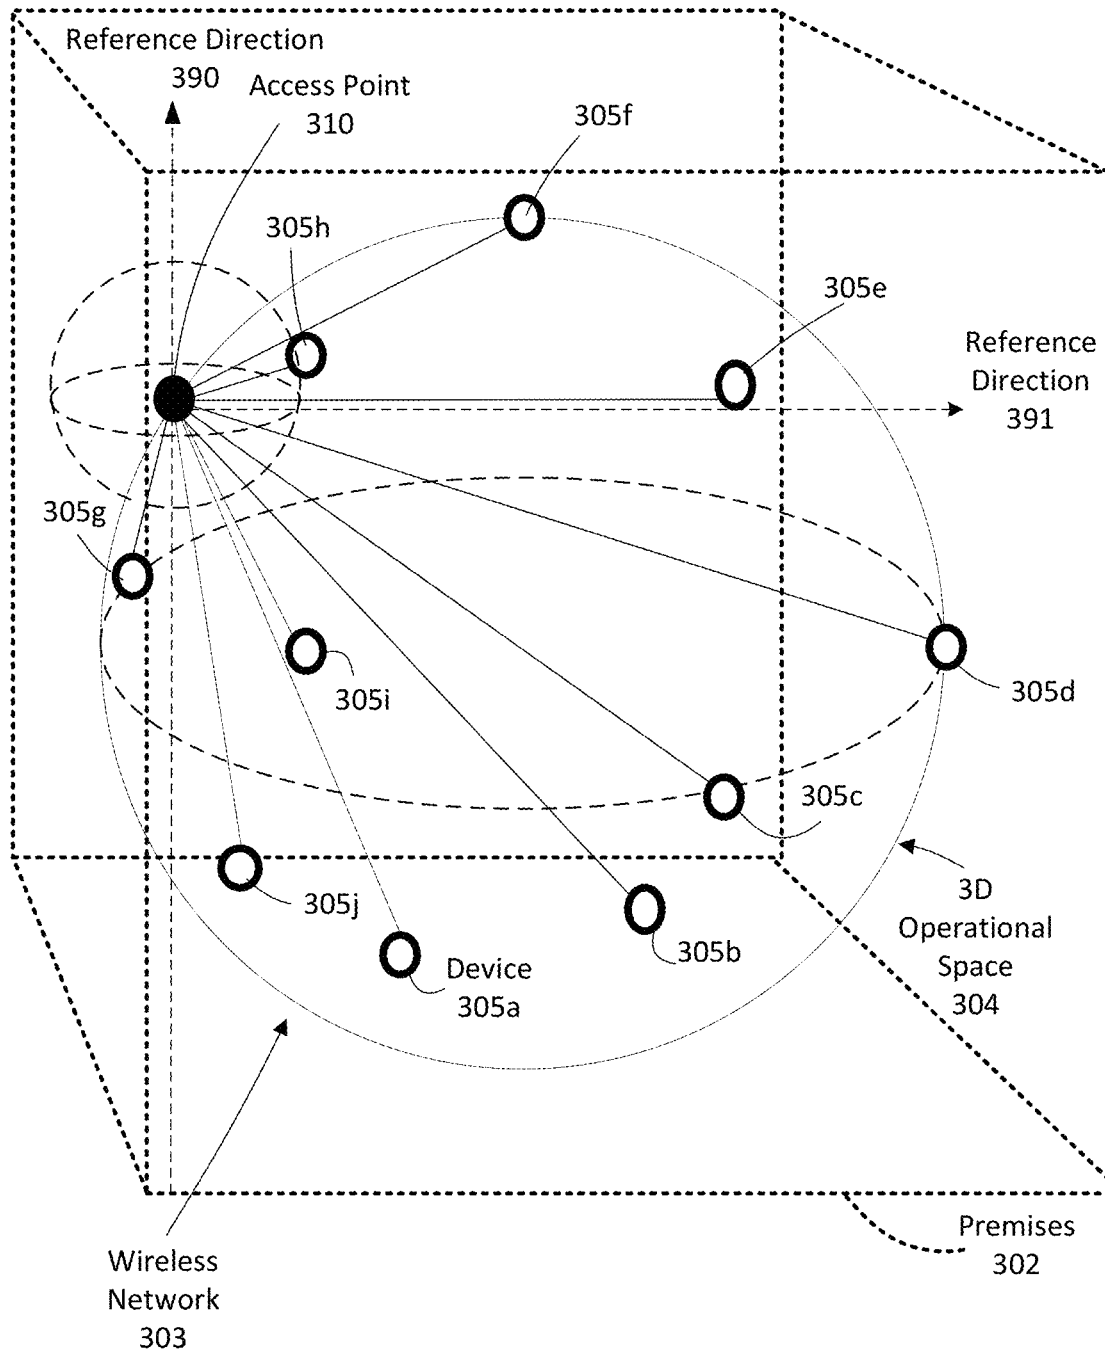 Reference Direction
390
Access Point
310
305f
305h
305e
Reference
Direction
391
305g
305i
305d
305c
305j
305b
Device
305a
3D
Operational
Space
304
Premises
302
Wireless
Network
303